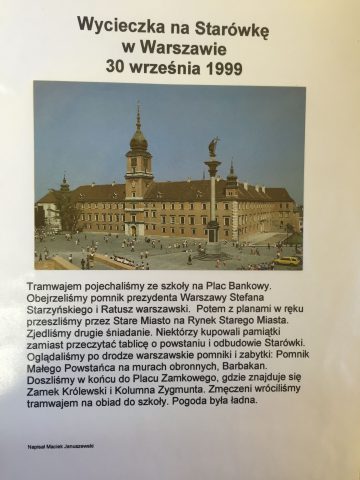 Wycieczka na Starówkę
w Warszawie
30 września 1999
Tramwajem pojechaliśmy ze szkoły na Plac Bankowy.
Obejrzeliśmy pomnik prezydenta Warszawy Stefana
Starzyńskiego i Ratusz warszawski. Potem z planami w ręku
przeszliśmy przez Stare Miasto na Rynek Starego Miasta.
Zjedliśmy drugie śniadanie. Niektórzy kupowali pamiątki
zamiast przeczytać tablicę o powstaniu i odbudowie Starówki.
Oglądaliśmy po drodze warszawskie pomniki i zabytki: Pomnik
Małego Powstańca na murach obronnych, Barbakan.
Doszliśmy w końcu do Placu Zamkowego, gdzie znajduje się
Zamek Królewski i Kolumna Zygmunta. Zmęczeni wróciliśmy
tramwajem na obiad do szkoły. Pogoda była ładna.
Napisał Maciek Januszewski